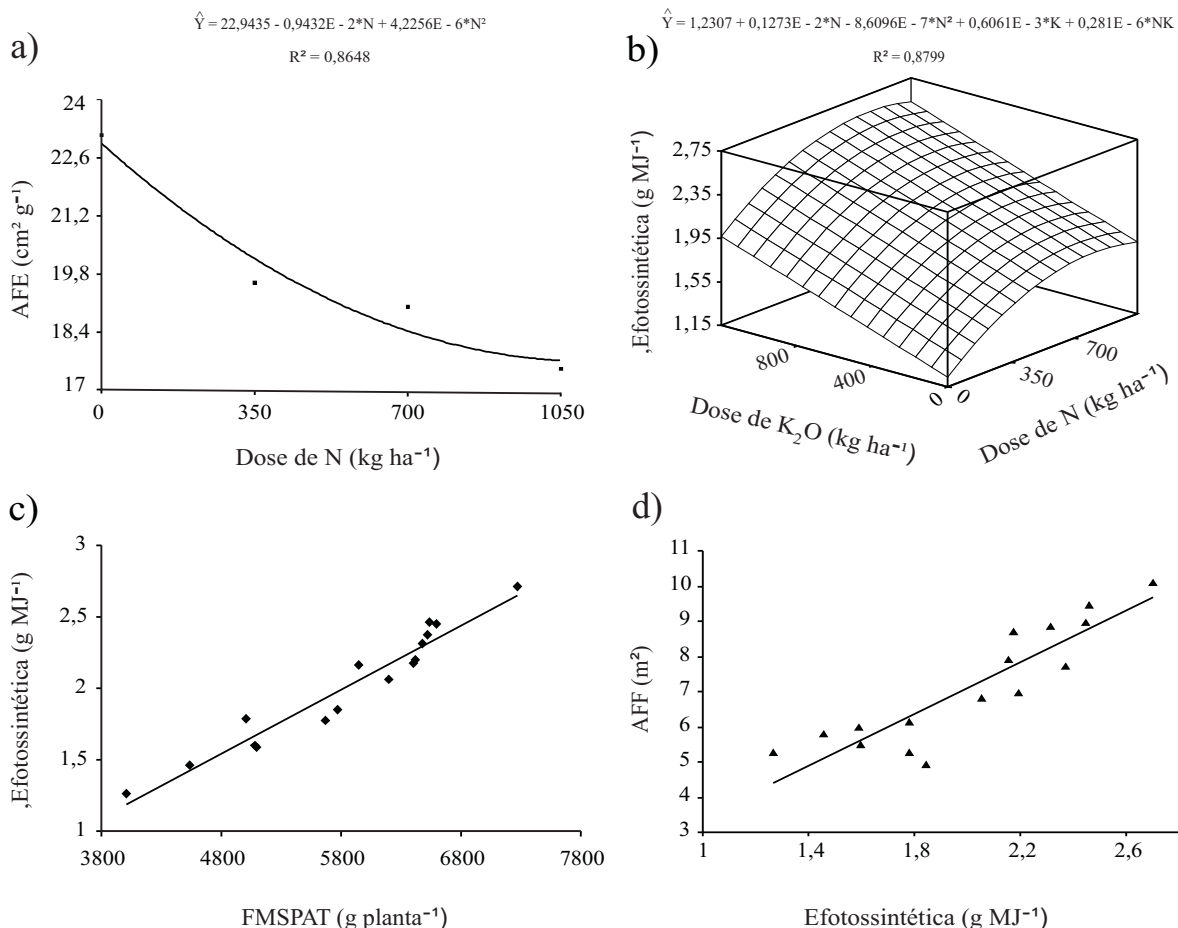 Ŷ = 22,9435 - 0,9432E - 2*N + 4,2256E - 6*N²
R² = 0,8648
a)
AFE (cm² g⁻¹)
24
22,6
21,2
19,8
18,4
17
0
350
700
1050
Dose de N (kg ha⁻¹)
Ŷ = 1,2307 + 0,1273E - 2*N - 8,6096E - 7*N² + 0,6061E - 3*K + 0,281E - 6*NK
R² = 0,8799
b)
,Efotossintética (g MJ⁻¹)
2,75
2,35
1,95
1,55
1,15
800
400
0
0
350
700
Dose de K₂O (kg ha⁻¹)
Dose de N (kg ha⁻¹)
c)
,Efotossintética (g MJ⁻¹)
3
2,5
2
1,5
1
3800
4800
5800
6800
7800
FMSPAT (g planta⁻¹)
d)
AFF (m²)
11
10
9
8
7
6
5
4
3
1
1,4
1,8
2,2
2,6
Efotossintética (g MJ⁻¹)